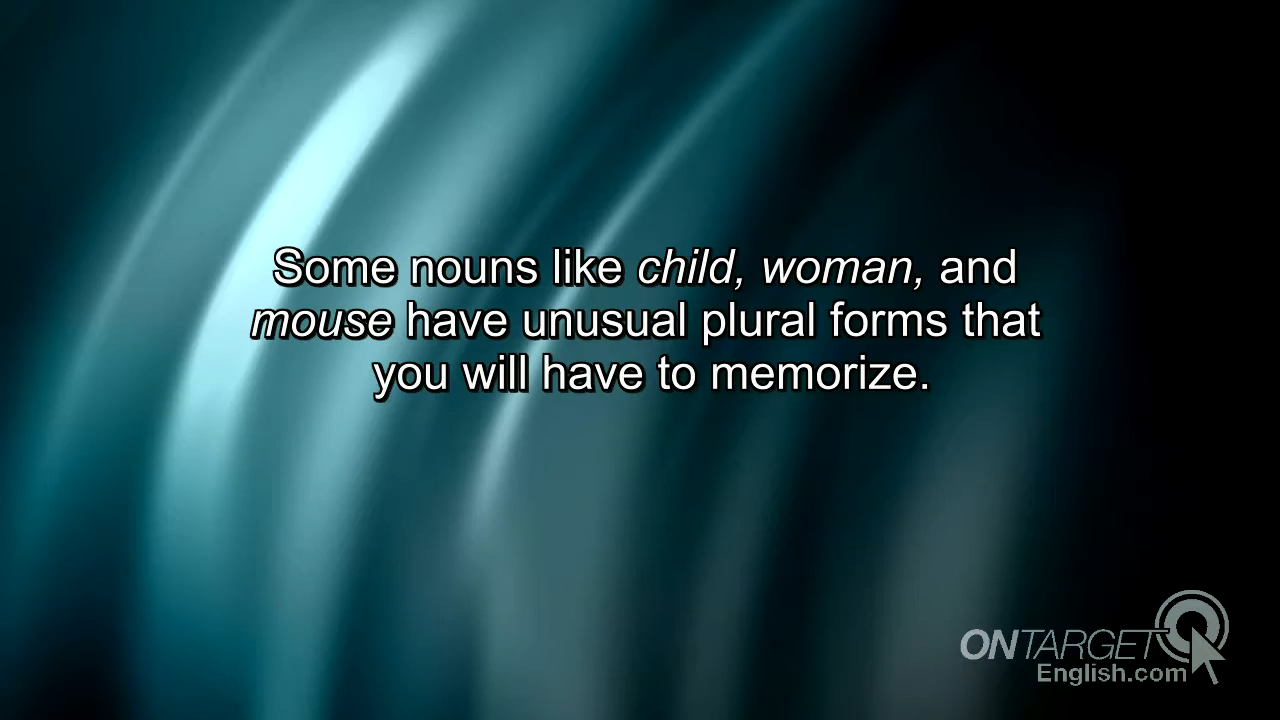 Some nouns like child, woman, and
mouse have unusual plural forms that
you will have to memorize.
ONTARGET
English.com